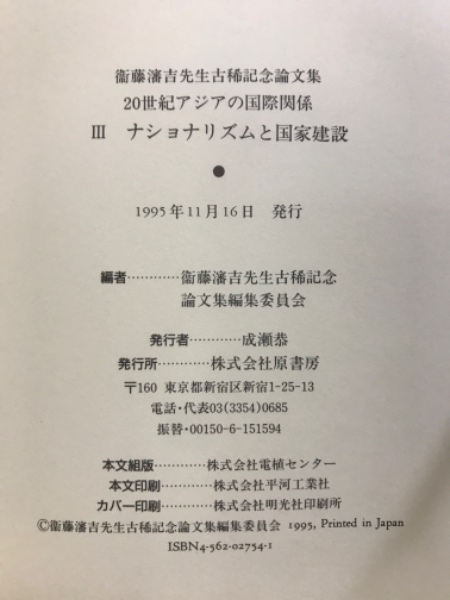 衞藤瀋吉先生古稀記念論文集
20世紀アジアの国際関係
Ⅲ ナショナリズムと国家建設
●
1995年11月16日 発行
編者…………衞藤瀋吉先生古稀記念
論文集編集委員会
発行者…………成瀬恭
発行所…………株式会社原書房
〒160 東京都新宿区新宿1-25-13
電話・代表03(3354)0685
振替・00150-6-151594
本文組版…………株式会社電植センター
本文印刷…………株式会社平河工業社
カバー印刷…………株式会社明光社印刷所
©衞藤瀋吉先生古稀記念論文集編集委員会 1995, Printed in Japan
ISBN4-562-02754-1